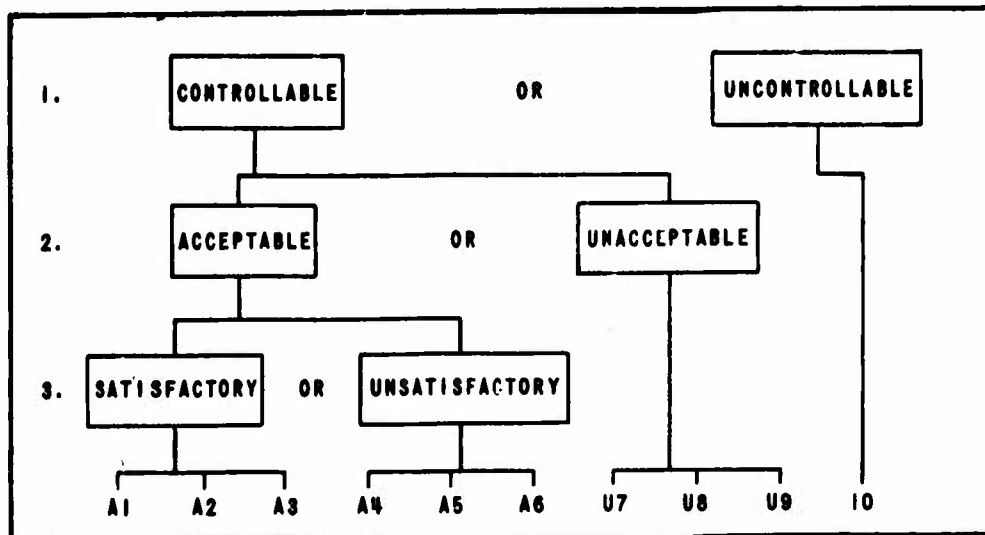 1. CONTROLLABLE OR UNCONTROLLABLE
2. ACCEPTABLE OR UNACCEPTABLE
3. SATISFACTORY OR UNSATISFACTORY
A1 A2 A3 A4 A5 A6 U7 U8 U9 10